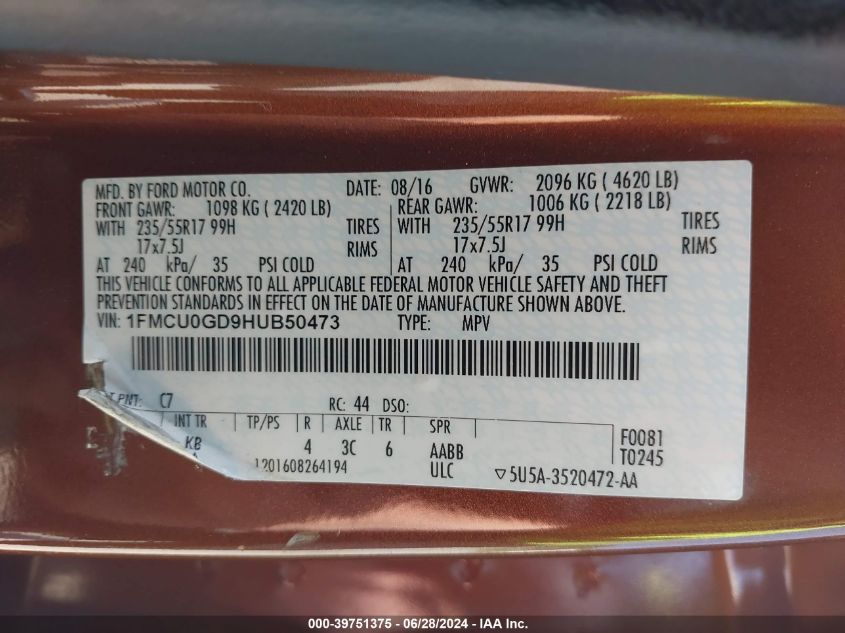 MFD. BY FORD MOTOR CO. DATE: 08/16 GVWR: 2096 KG ( 4620 LB)
FRONT GAWR: 1098 KG ( 2420 LB) REAR GAWR: 1006 KG ( 2218 LB)
WITH 235/55R17 99H TIRES WITH 235/55R17 99H TIRES
17x7.5J RIMS 17x7.5J RIMS
AT 240 kPa/ 35 PSI COLD AT 240 kPa/ 35 PSI COLD
THIS VEHICLE CONFORMS TO ALL APPLICABLE FEDERAL MOTOR VEHICLE SAFETY AND THEFT
PREVENTION STANDARDS IN EFFECT ON THE DATE OF MANUFACTURE SHOWN ABOVE.
VIN: 1FMCU0GD9HUB50473 TYPE: MPV
PNT: C7 RC: 44 DSO:
INT TR TP/PS R AXLE TR SPR F0081
KB 4 3C 6 AABB T0245
1201608264194 ULC ▽5U5A-3520472-AA
000-39751375 - 06/28/2024 - IAA Inc.